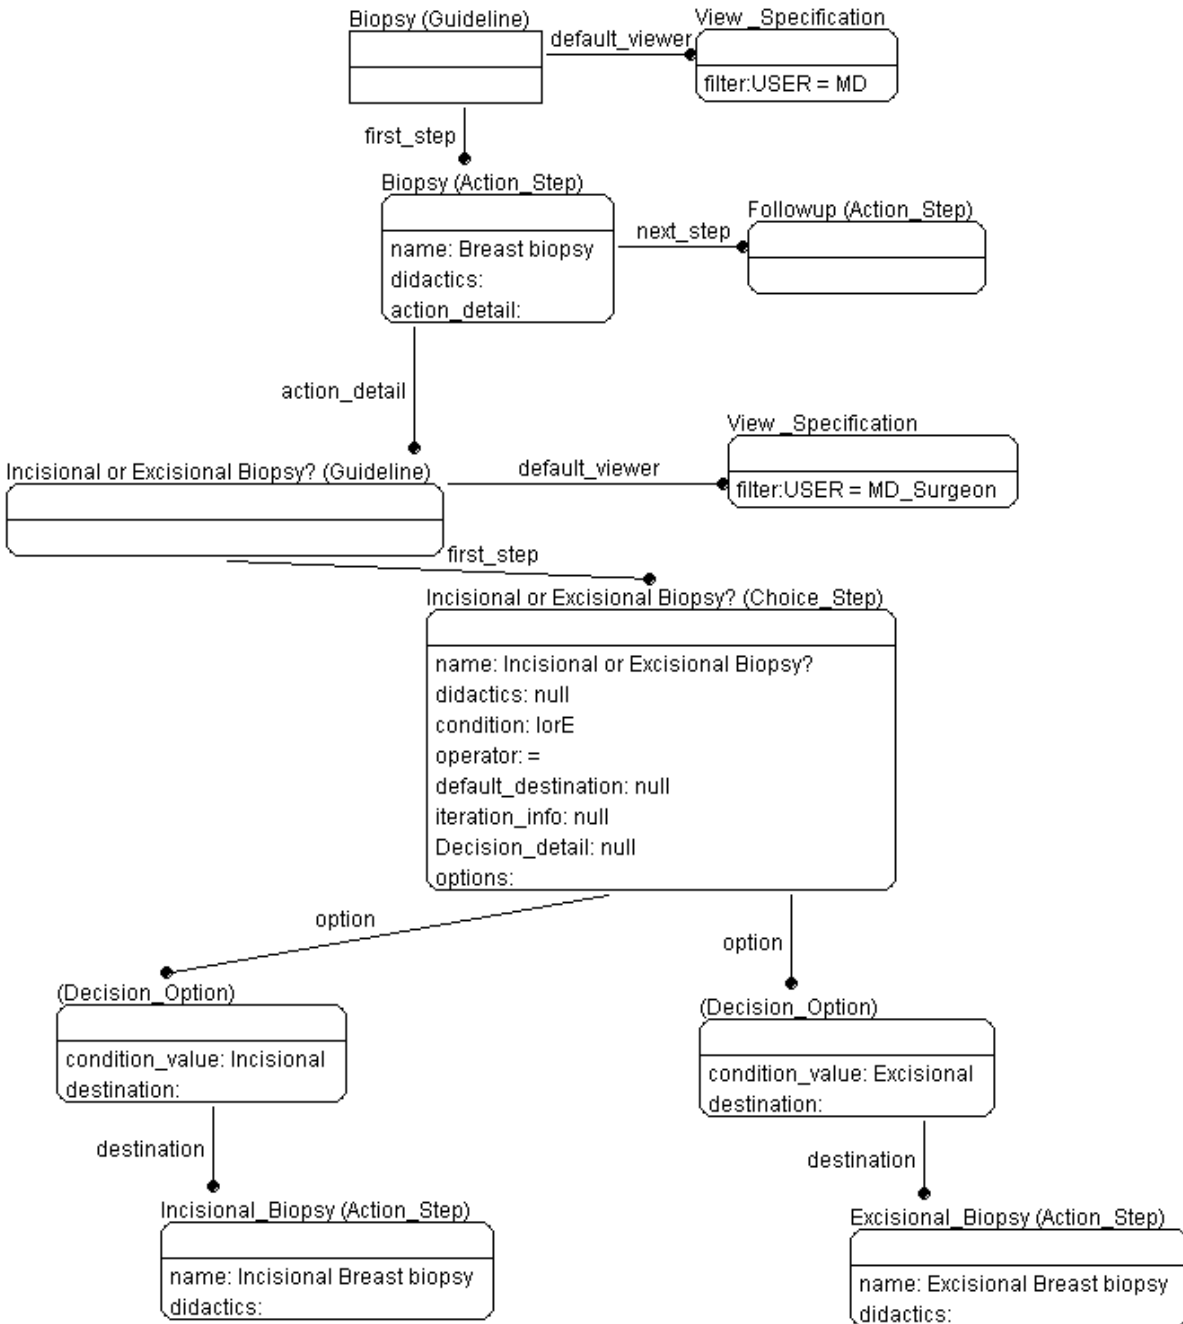 Biopsy (Guideline)
default_viewer
View _Specification
filter:USER = MD
first_step
Biopsy (Action_Step)
name: Breast biopsy
didactics:
action_detail:
next_step
Followup (Action_Step)
action_detail
Incisional or Excisional Biopsy? (Guideline)
default_viewer
View _Specification
filter:USER = MD_Surgeon
first_step
Incisional or Excisional Biopsy? (Choice_Step)
name: Incisional or Excisional Biopsy?
didactics: null
condition: IorE
operator: =
default_destination: null
iteration_info: null
Decision_detail: null
options:
option
option
(Decision_Option)
condition_value: Incisional
destination:
(Decision_Option)
condition_value: Excisional
destination:
destination
destination
Incisional_Biopsy (Action_Step)
name: Incisional Breast biopsy
didactics:
Excisional_Biopsy (Action_Step)
name: Excisional Breast biopsy
didactics: